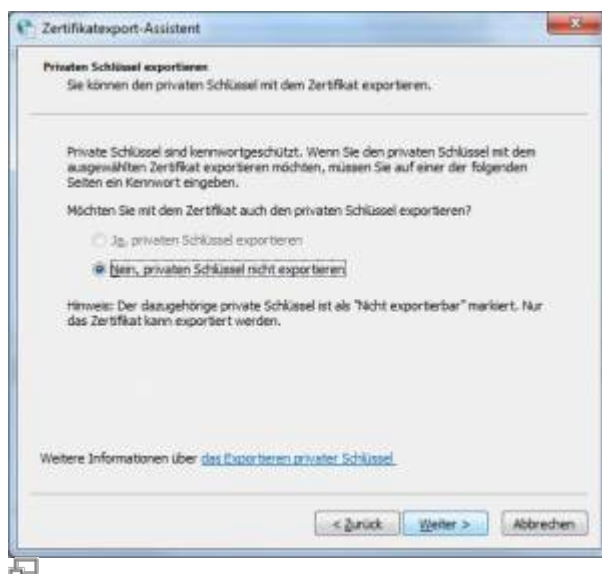 Zertifikatexport-Assistent
Privaten Schlüssel exportieren
Sie können den privaten Schlüssel mit dem Zertifikat exportieren.
Private Schlüssel sind kennwortgeschützt. Wenn Sie den privaten Schlüssel mit dem
ausgewählten Zertifikat exportieren möchten, müssen Sie auf einer der folgenden
Seiten ein Kennwort eingeben.
Möchten Sie mit dem Zertifikat auch den privaten Schlüssel exportieren?
Ja, privaten Schlüssel exportieren
Nein, privaten Schlüssel nicht exportieren
Hinweis: Der dazugehörige private Schlüssel ist als "Nicht exportierbar" markiert. Nur
das Zertifikat kann exportiert werden.
Weitere Informationen über das Exportieren privater Schlüssel
< Zurück Weiter > Abbrechen